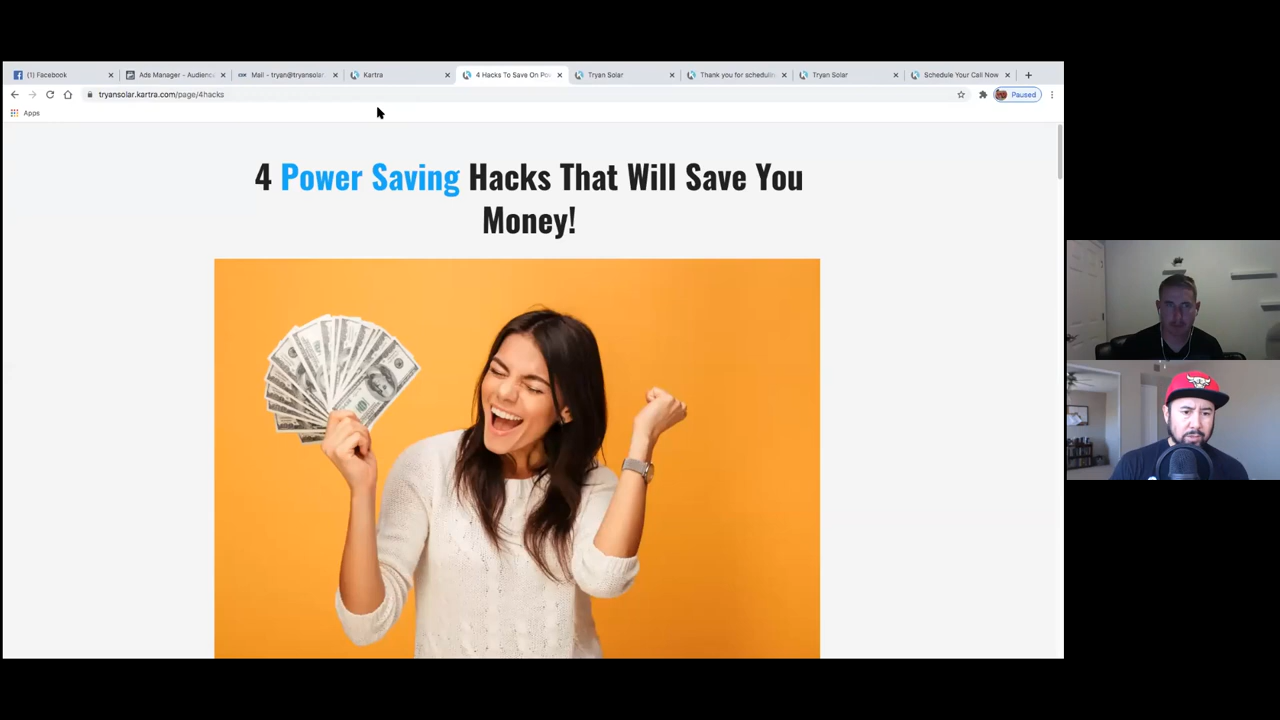 (1) Facebook
Ads Manager - Audienc
Mail - tryan@tryansolar.
Kartra
4 Hacks To Save On Po
Tryan Solar
Thank you for schedulin
Tryan Solar
Schedule Your Call Now
tryansolar.kartra.com/page/4hacks
Paused
Apps
4 Power Saving Hacks That Will Save You
Money!